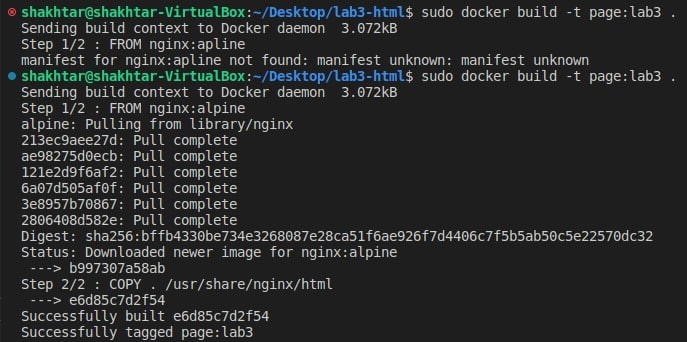 shakhtar@shakhtar-VirtualBox:~/Desktop/lab3-html$ sudo docker build -t page:lab3 .
Sending build context to Docker daemon  3.072kB
Step 1/2 : FROM nginx:apline
manifest for nginx:apline not found: manifest unknown: manifest unknown
shakhtar@shakhtar-VirtualBox:~/Desktop/lab3-html$ sudo docker build -t page:lab3 .
Sending build context to Docker daemon  3.072kB
Step 1/2 : FROM nginx:alpine
alpine: Pulling from library/nginx
213ec9aee27d: Pull complete
ae98275d0ecb: Pull complete
121e2d9f6af2: Pull complete
6a07d505af0f: Pull complete
3e8957b70867: Pull complete
2806408d582e: Pull complete
Digest: sha256:bffb4330be734e3268087e28ca51f6ae926f7d4406c7f5b5ab50c5e22570dc32
Status: Downloaded newer image for nginx:alpine
 ---> b997307a58ab
Step 2/2 : COPY . /usr/share/nginx/html
 ---> e6d85c7d2f54
Successfully built e6d85c7d2f54
Successfully tagged page:lab3